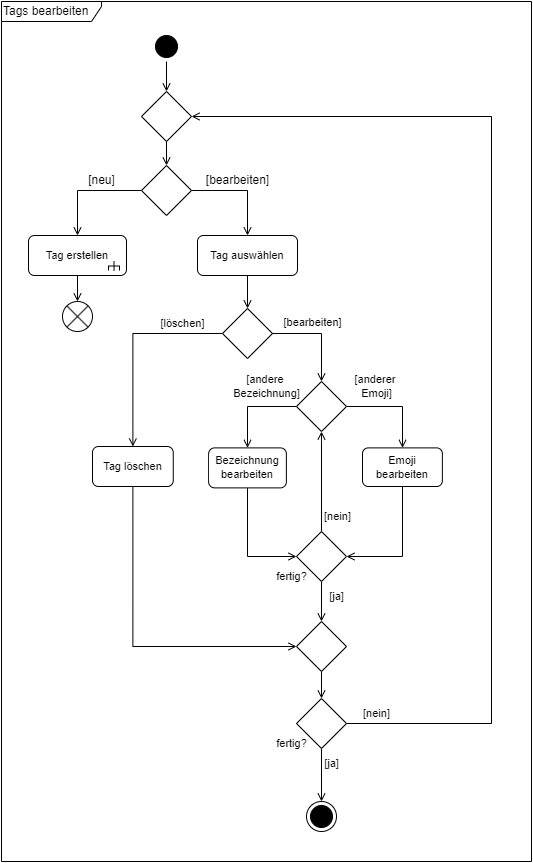 Tags bearbeiten
[neu]
[bearbeiten]
Tag erstellen
Tag auswählen
[löschen]
[bearbeiten]
[andere
Bezeichnung]
[anderer
Emoji]
Tag löschen
Bezeichnung
bearbeiten
Emoji
bearbeiten
[nein]
fertig?
[ja]
[nein]
fertig?
[ja]